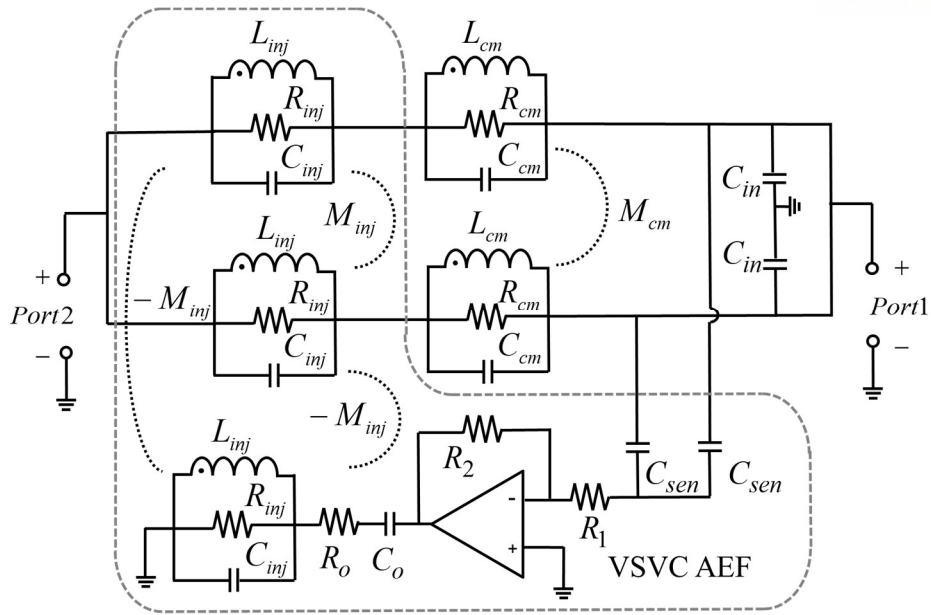 L_inj
L_cm
R_inj
R_cm
C_inj
C_cm
C_in
M_inj
M_cm
L_inj
L_cm
C_in
+
− M_inj
R_inj
R_cm
+
Port2
Port1
−
C_inj
C_cm
−
− M_inj
L_inj
R_2
C_sen
C_sen
R_inj
-
R_1
+
C_inj
R_o
C_o
VSVC AEF